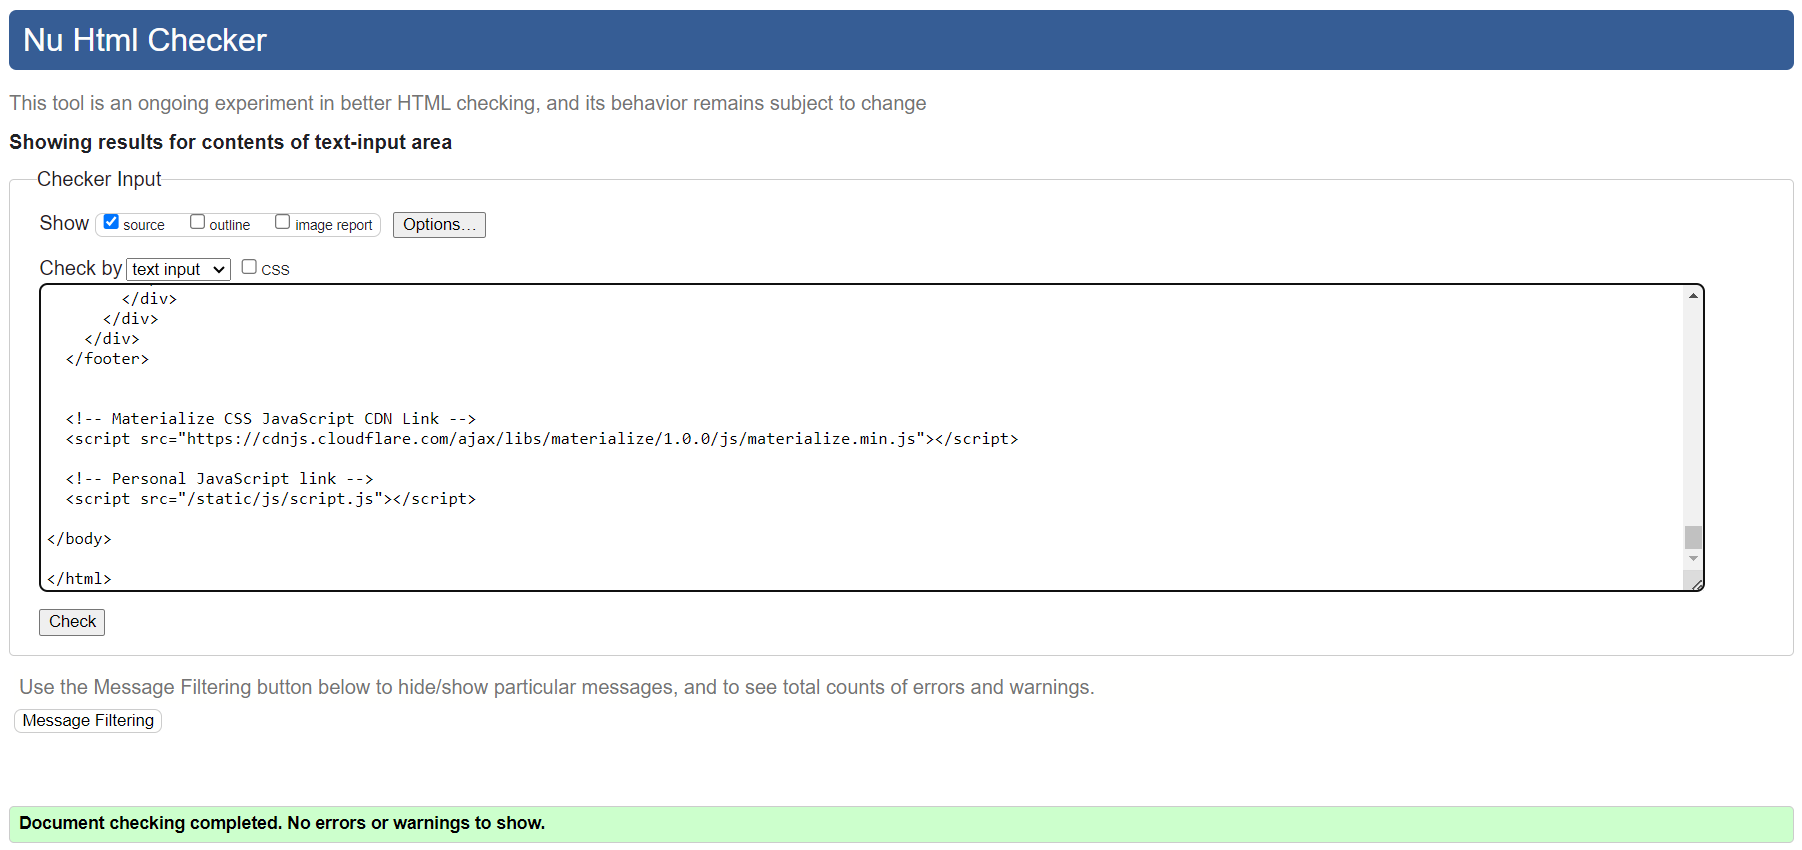 Nu Html Checker
This tool is an ongoing experiment in better HTML checking, and its behavior remains subject to change
Showing results for contents of text-input area
Checker Input
Show source outline image report Options...
Check by text input CSS
</div>
</div>
</div>
</footer>
<!-- Materialize CSS JavaScript CDN Link -->
<script src="https://cdnjs.cloudflare.com/ajax/libs/materialize/1.0.0/js/materialize.min.js"></script>
<!-- Personal JavaScript link -->
<script src="/static/js/script.js"></script>
</body>
</html>
Check
Use the Message Filtering button below to hide/show particular messages, and to see total counts of errors and warnings.
Message Filtering
Document checking completed. No errors or warnings to show.